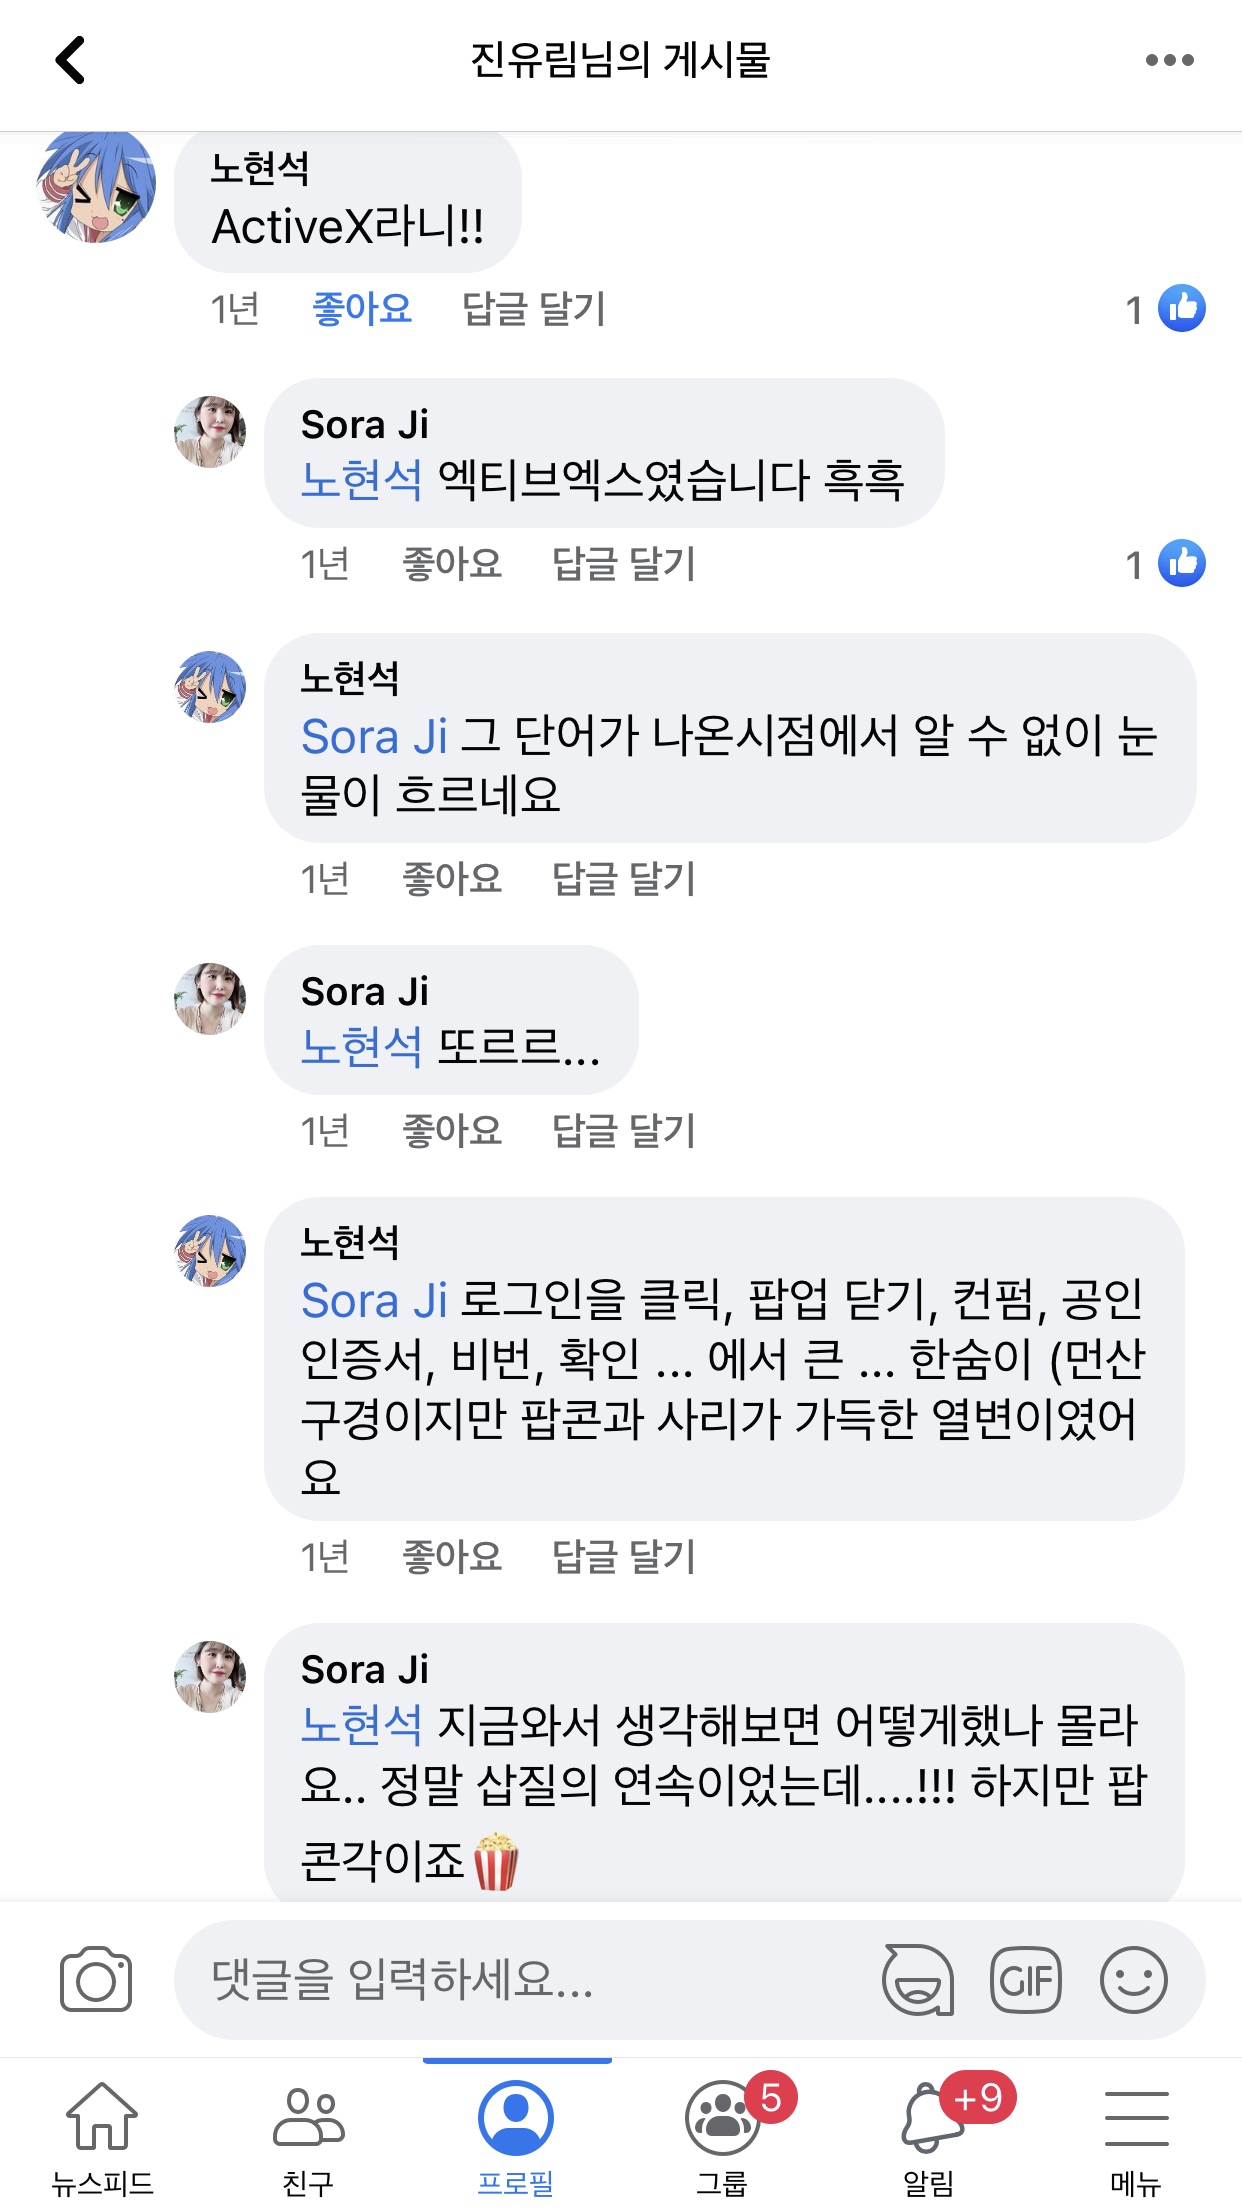 진유림님의 게시물
노현석
ActiveX라니!!
1년 좋아요 답글 달기 1
Sora Ji
노현석 엑티브엑스였습니다 흑흑
1년 좋아요 답글 달기 1
노현석
Sora Ji 그 단어가 나온시점에서 알 수 없이 눈
물이 흐르네요
1년 좋아요 답글 달기
Sora Ji
노현석 또르르...
1년 좋아요 답글 달기
노현석
Sora Ji 로그인을 클릭, 팝업 닫기, 컨펌, 공인
인증서, 비번, 확인 ... 에서 큰 ... 한숨이 (먼산
구경이지만 팝콘과 사리가 가득한 열변이였어
요
1년 좋아요 답글 달기
Sora Ji
노현석 지금와서 생각해보면 어떻게했나 몰라
요.. 정말 삽질의 연속이었는데....!!! 하지만 팝
콘각이죠🍿
댓글을 입력하세요...
GIF
5 +9
뉴스피드 친구 프로필 그룹 알림 메뉴